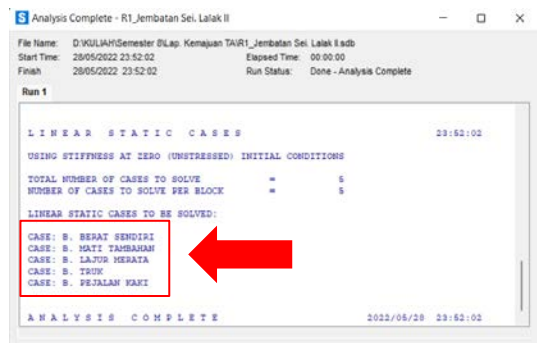 S Analysis Complete - R1_Jembatan Sei. Lalak II
File Name: D:\KULIAH\Semester 8\Lap. Kemajuan TA\R1_Jembatan Sei. Lalak II.sdb
Start Time: 28/05/2022 23:52:02 Elapsed Time: 00:00:00
Finish 28/05/2022 23:52:02 Run Status: Done - Analysis Complete
Run 1
L I N E A R   S T A T I C   C A S E S 23:52:02
USING STIFFNESS AT ZERO (UNSTRESSED) INITIAL CONDITIONS
TOTAL NUMBER OF CASES TO SOLVE = 5
NUMBER OF CASES TO SOLVE PER BLOCK = 5
LINEAR STATIC CASES TO BE SOLVED:
CASE: B. BERAT SENDIRI
CASE: B. MATI TAMBAHAN
CASE: B. LAJUR MERATA
CASE: B. TRUK
CASE: B. PEJALAN KAKI
A N A L Y S I S   C O M P L E T E 2022/05/28 23:52:02